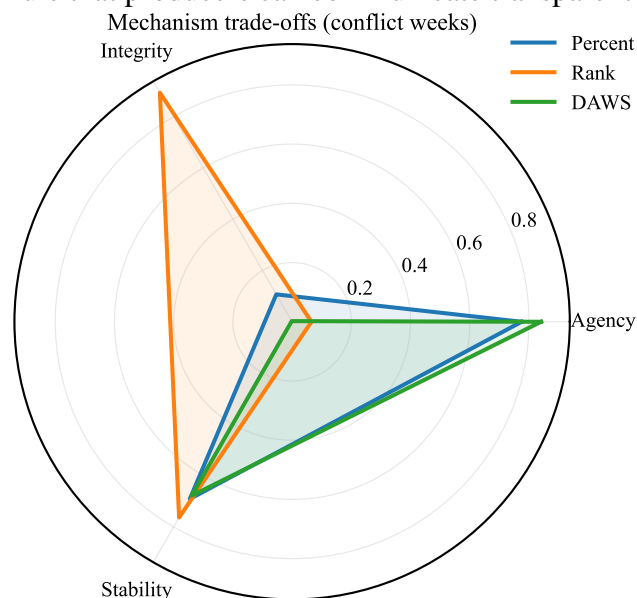 Mechanism trade-offs (conflict weeks)
Integrity
Percent
Rank
DAWS
0.8
0.6
0.4
0.2
Agency
Stability